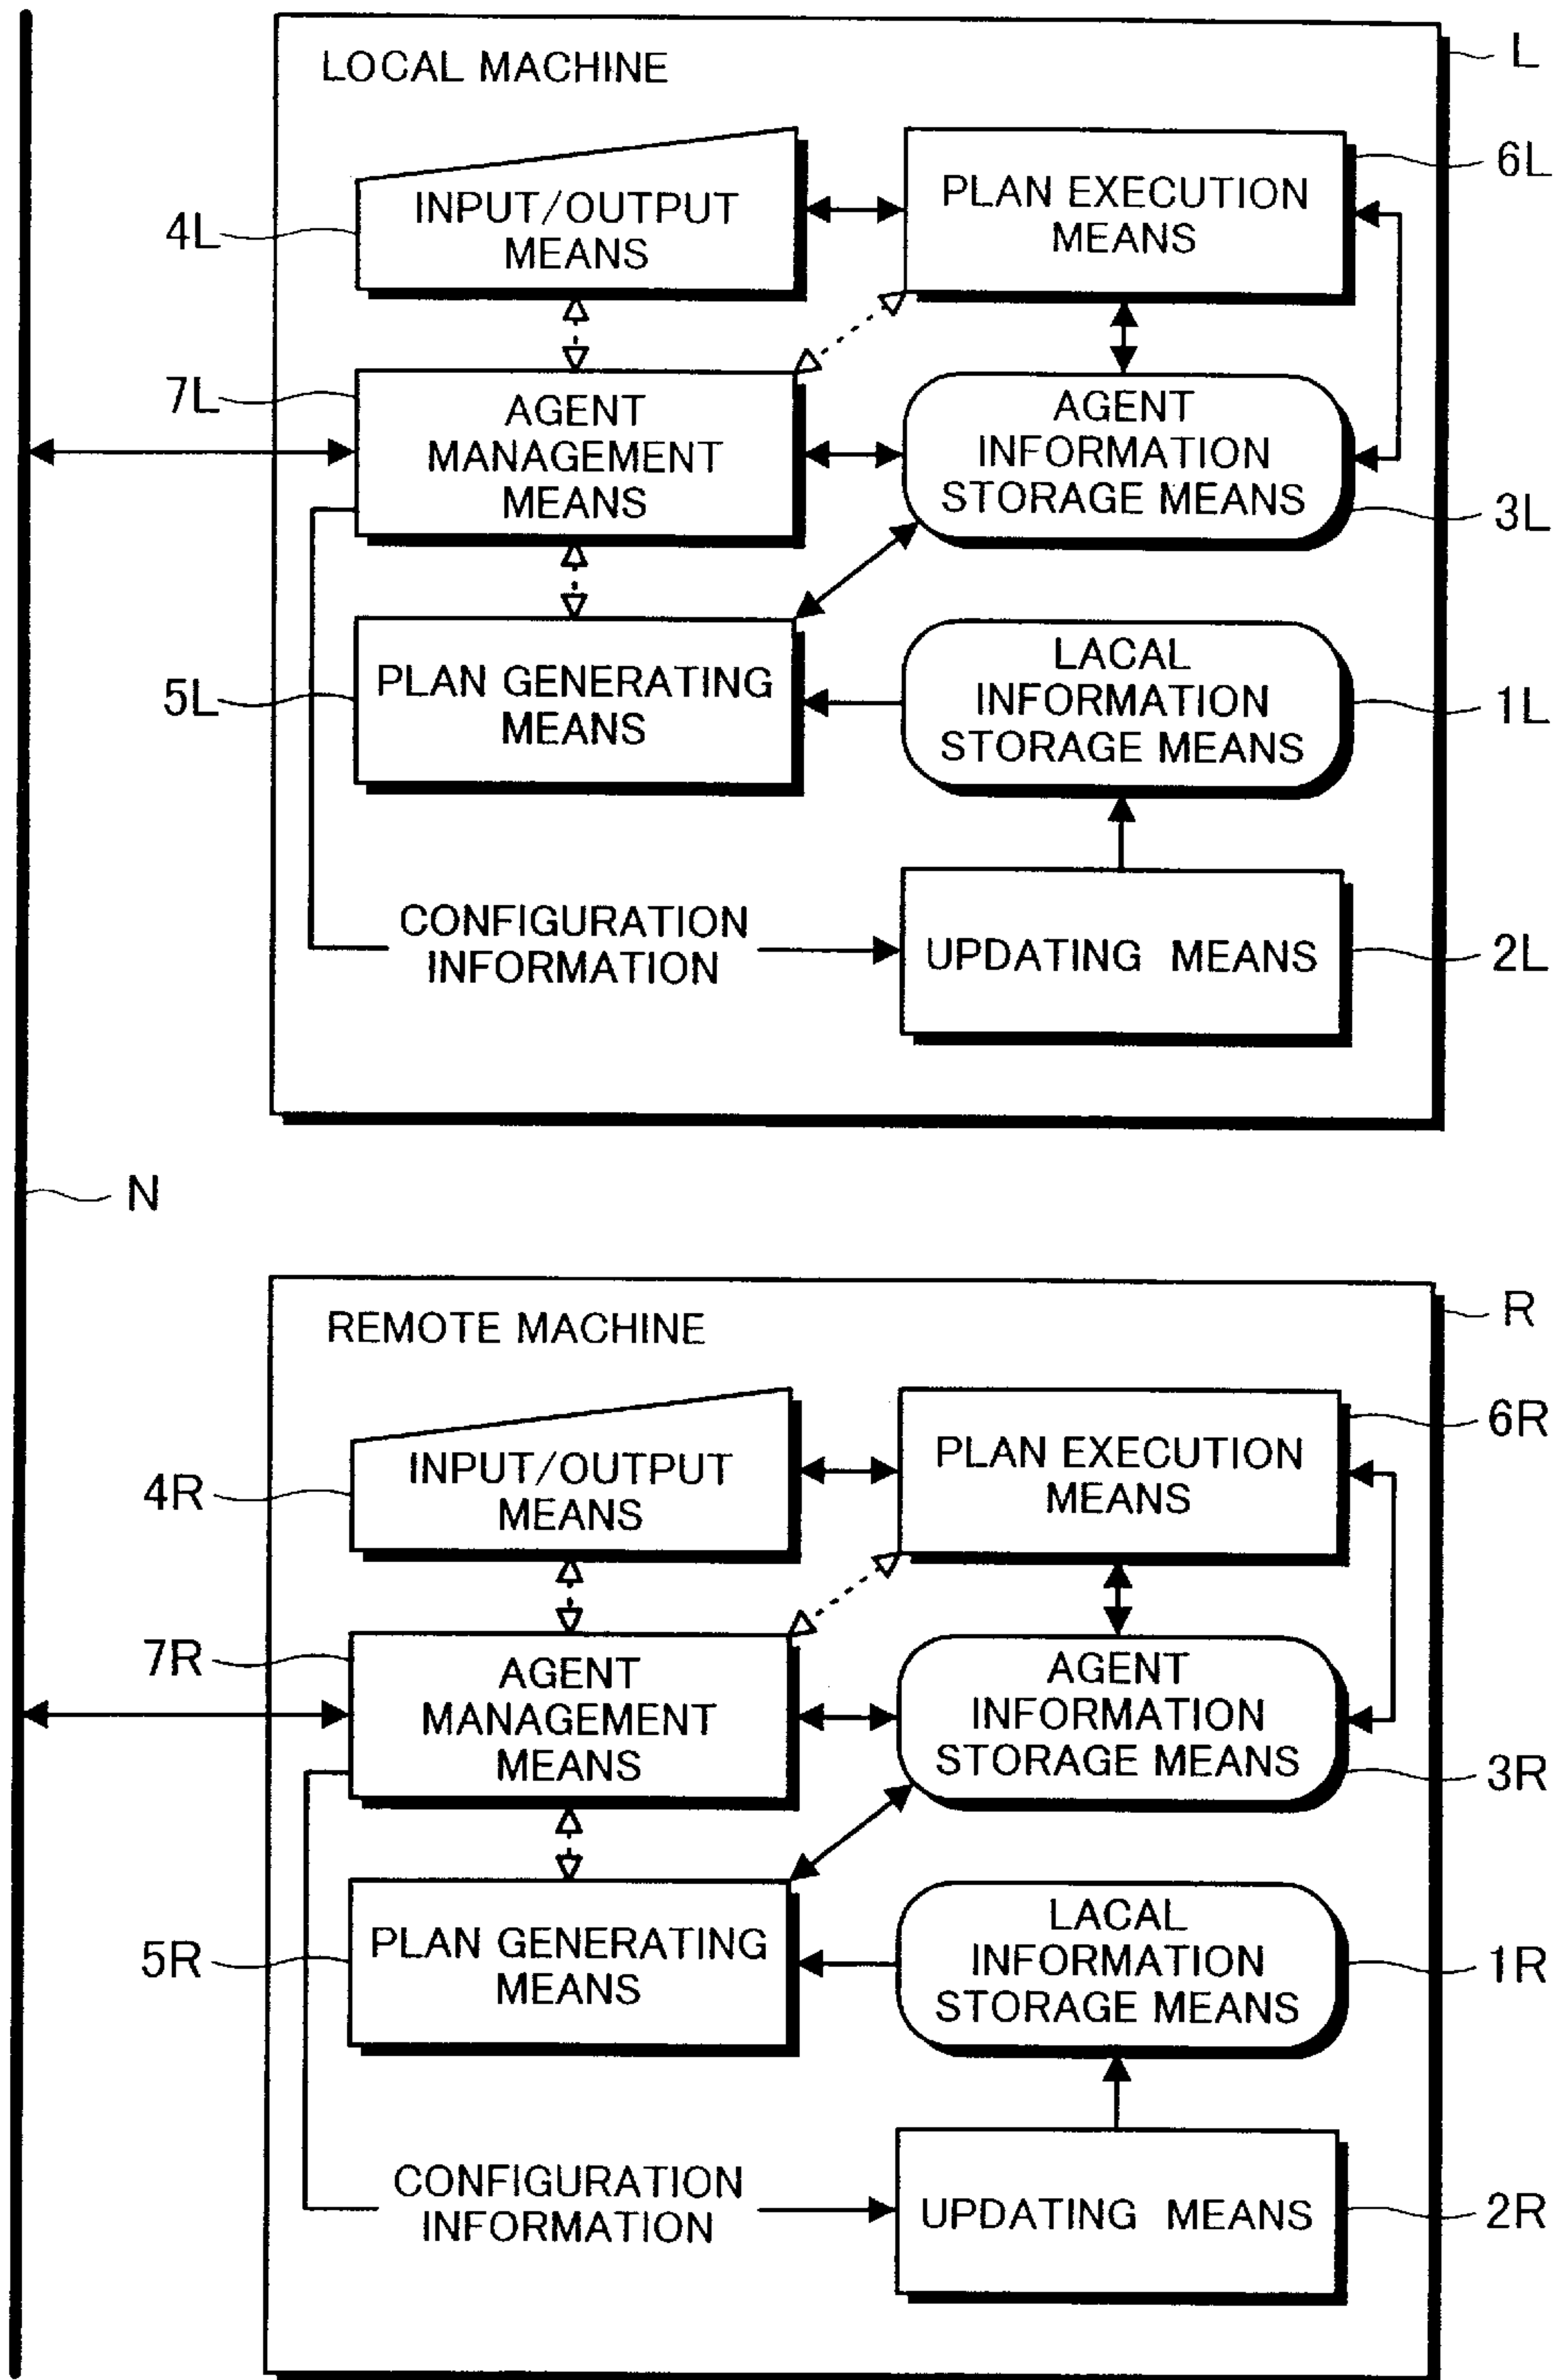 LOCAL MACHINE
L
INPUT/OUTPUT
MEANS
4L
PLAN EXECUTION
MEANS
6L
7L
AGENT
MANAGEMENT
MEANS
AGENT
INFORMATION
STORAGE MEANS
3L
5L
PLAN GENERATING
MEANS
LACAL
INFORMATION
STORAGE MEANS
1L
CONFIGURATION
INFORMATION
UPDATING MEANS
2L
N
REMOTE MACHINE
R
INPUT/OUTPUT
MEANS
4R
PLAN EXECUTION
MEANS
6R
7R
AGENT
MANAGEMENT
MEANS
AGENT
INFORMATION
STORAGE MEANS
3R
5R
PLAN GENERATING
MEANS
LACAL
INFORMATION
STORAGE MEANS
1R
CONFIGURATION
INFORMATION
UPDATING MEANS
2R